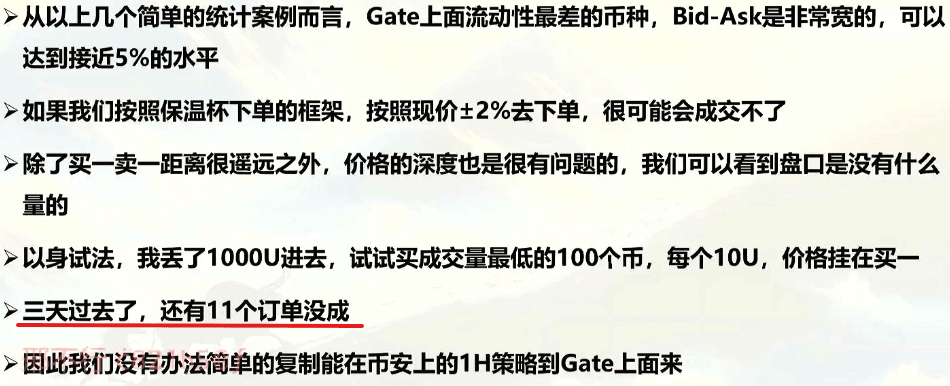 ➢从以上几个简单的统计案例而言，Gate上面流动性最差的币种，Bid-Ask是非常宽的，可以
达到接近5%的水平
➢如果我们按照保温杯下单的框架，按照现价±2%去下单，很可能会成交不了
➢除了买一卖一距离很遥远之外，价格的深度也是很有问题的，我们可以看到盘口是没有什么
量的
➢以身试法，我丢了1000U进去，试试买成交量最低的100个币，每个10U，价格挂在买一
➢三天过去了，还有11个订单没成
➢因此我们没有办法简单的复制能在币安上的1H策略到Gate上面来